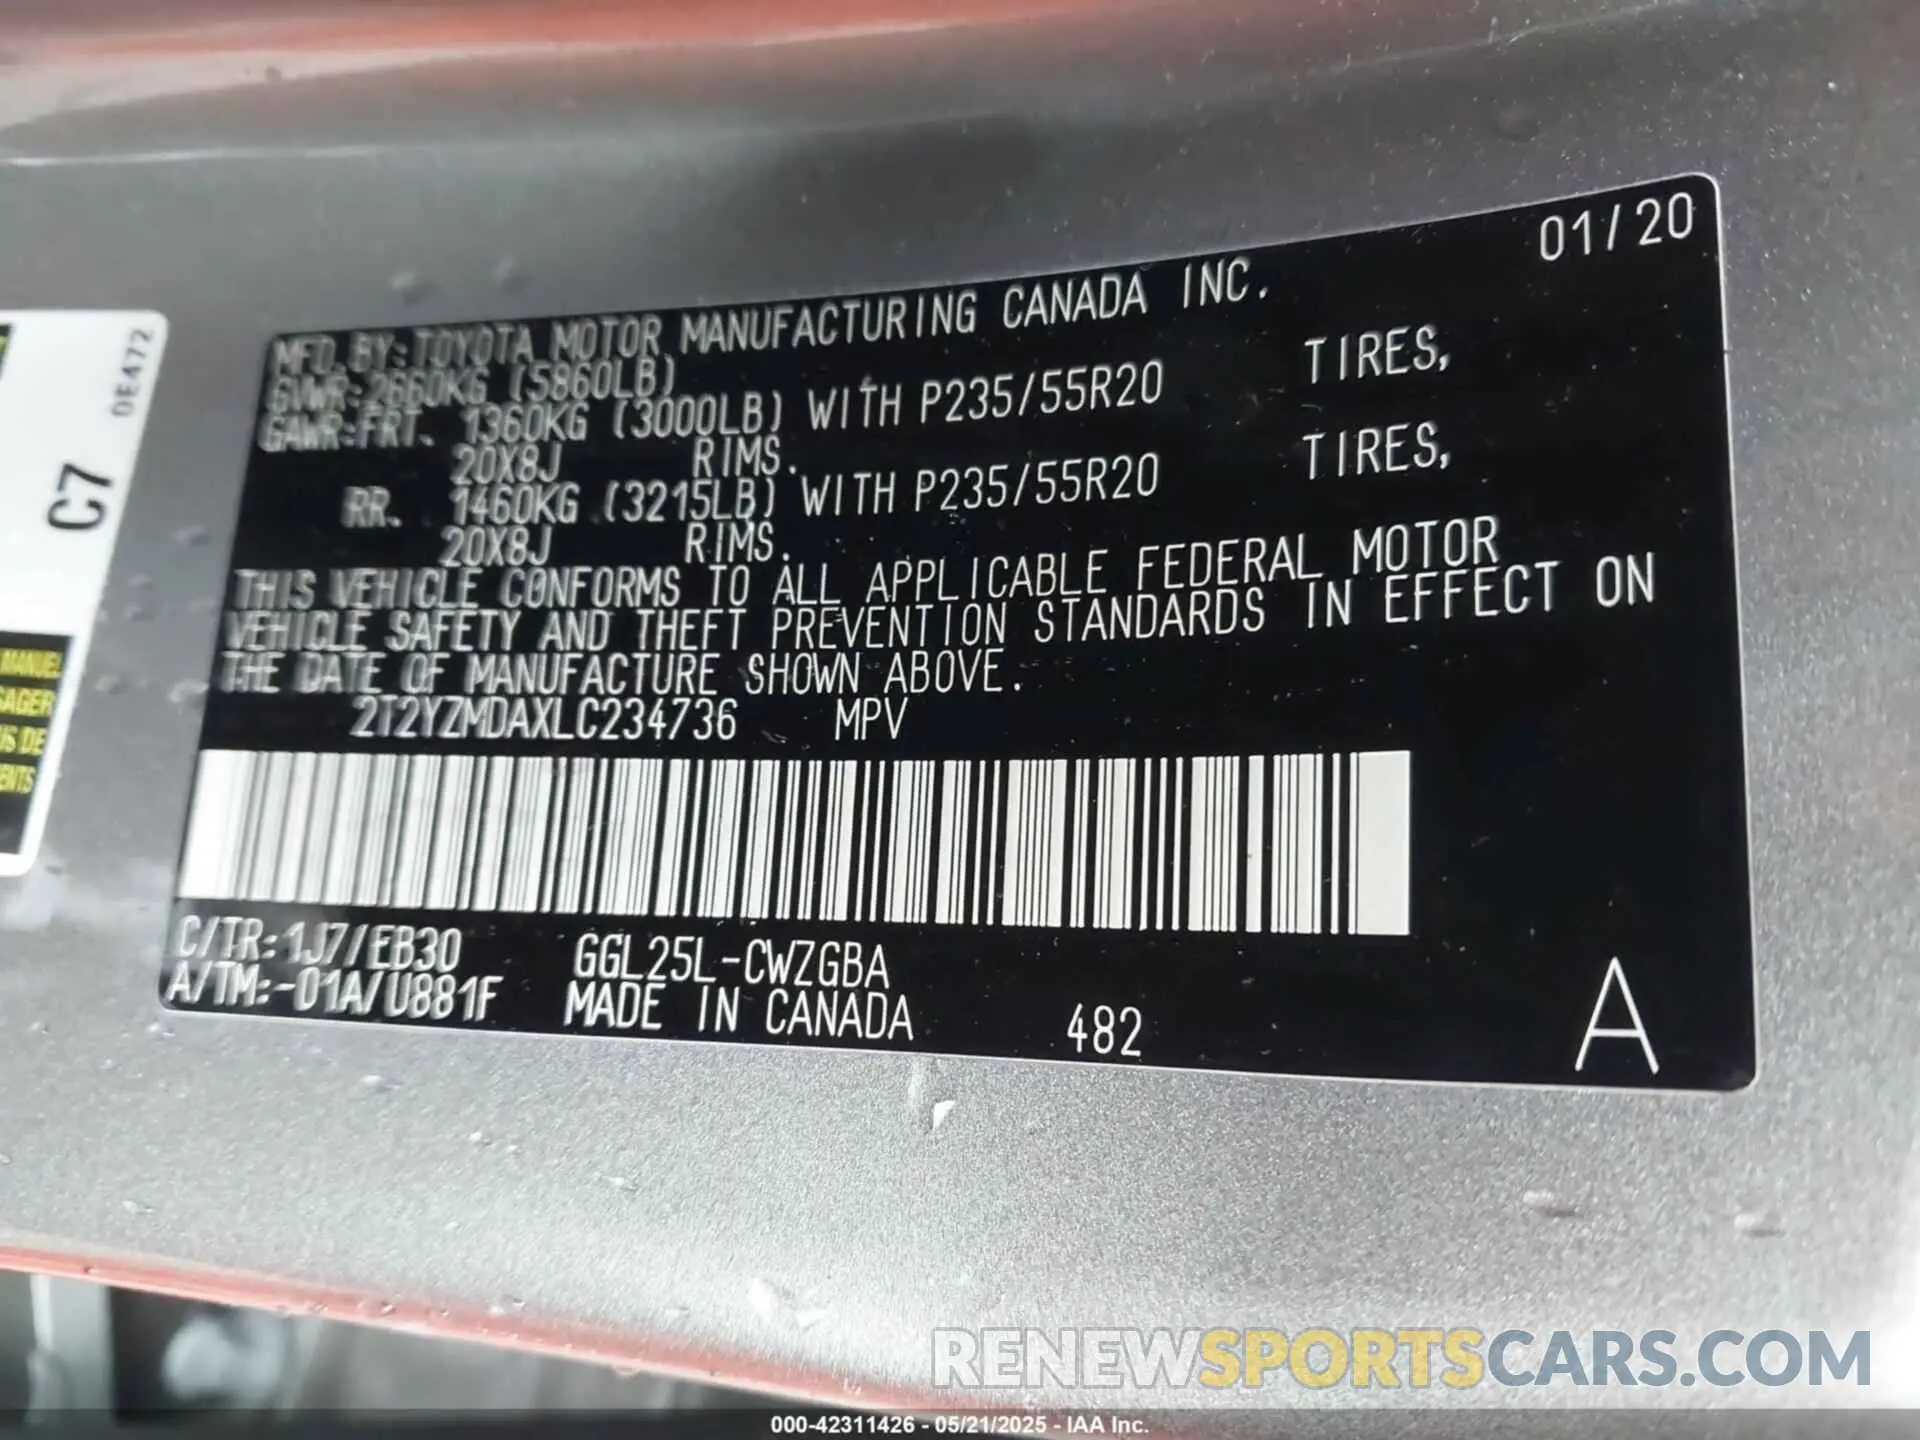 01/20
MFD. BY: TOYOTA MOTOR MANUFACTURING CANADA INC.
GVWR: 2660KG (5860LB)
GAWR: FRT. 1360KG (3000LB) WITH P235/55R20 TIRES,
20X8J RIMS.
RR. 1460KG (3215LB) WITH P235/55R20 TIRES,
20X8J RIMS.
THIS VEHICLE CONFORMS TO ALL APPLICABLE FEDERAL MOTOR
VEHICLE SAFETY AND THEFT PREVENTION STANDARDS IN EFFECT ON
THE DATE OF MANUFACTURE SHOWN ABOVE.
2T2YZMDAXLC234736 MPV
C/TR: 1J7/EB30 GGL25L-CWZGBA
A/TM: -01A/U881F MADE IN CANADA 482 A
0E472
C7
MANUEL
RENEWSPORTSCARS.COM
000-42311426 - 05/21/2025 - IAA Inc.